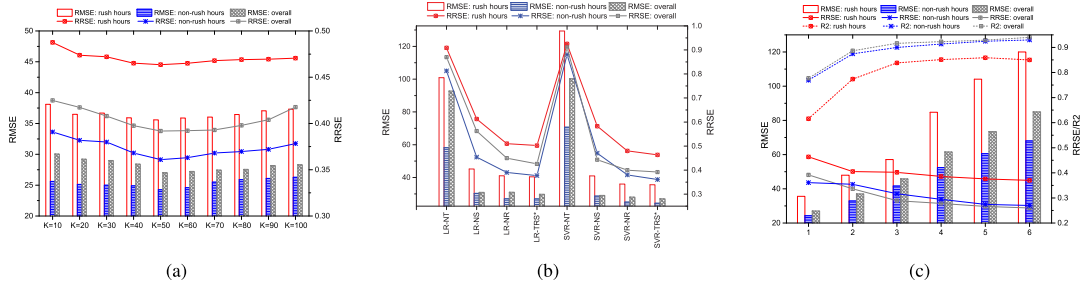 RMSE: rush hours RMSE: non-rush hours RMSE: overall
RRSE: rush hours RRSE: non-rush hours RRSE: overall
50
45
40
35
30
25
20
RMSE
0.50
0.45
0.40
0.35
0.30
RRSE
K=10 K=20 K=30 K=40 K=50 K=60 K=70 K=80 K=90 K=100
(a)
RMSE: rush hours RMSE: non-rush hours RMSE: overall
RRSE: rush hours RRSE: non-rush hours RRSE: overall
120
100
80
60
40
RMSE
1.0
0.9
0.8
0.7
0.6
0.5
0.4
0.3
RRSE
LR-NT LR-NS LR-NR LR-TRS* SVR-NT SVR-NS SVR-NR SVR-TRS*
(b)
RMSE: rush hours RMSE: non-rush hours RMSE: overall
RRSE: rush hours RRSE: non-rush hours RRSE: overall
R2: rush hours R2: non-rush hours R2: overall
120
100
80
60
40
20
RMSE
0.9
0.8
0.7
0.6
0.5
0.4
0.3
0.2
RRSE/R2
1 2 3 4 5 6
(c)